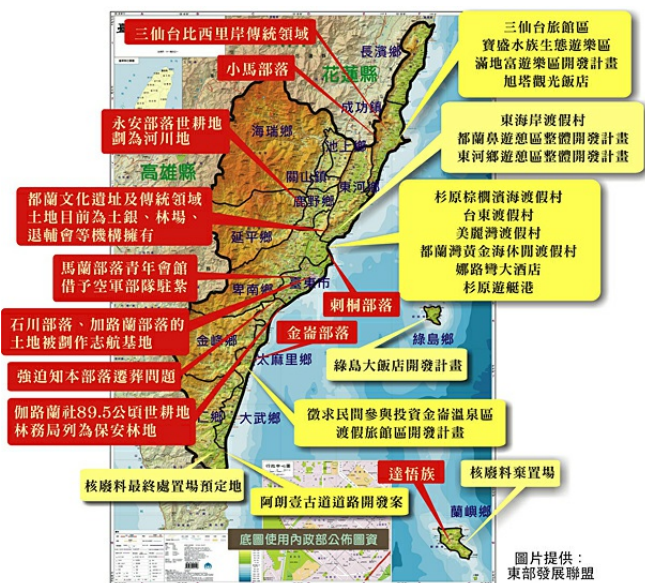 三仙台比西里岸傳統領域
小馬部落
永安部落世耕地
劃為河川地
都蘭文化遺址及傳統領域
土地目前為土銀、林場、
退輔會等機構擁有
馬蘭部落青年會館
借予空軍部隊駐紮
石川部落、加路蘭部落的
土地被劃作志航基地
強迫知本部落遷葬問題
伽路蘭社89.5公頃世耕地
林務局列為保安林地
核廢料最終處置場預定地
花蓮縣
高雄縣
長濱鄉
成功鎮
海瑞鄉
池上鄉
關山鎮
東河鄉
鹿野鄉
延平鄉
卑南鄉
臺東市
金峰鄉
太麻里鄉
仁鄉
大武鄉
綠島鄉
蘭嶼鄉
刺桐部落
金崙部落
達悟族
三仙台旅館區
寶盛水族生態遊樂區
滿地富遊樂區開發計畫
旭塔觀光飯店
東海岸渡假村
都蘭鼻遊憩區整體開發計畫
東河鄉遊憩區整體開發計畫
杉原棕櫚濱海渡假村
台東渡假村
美麗灣渡假村
都蘭灣黃金海休閒渡假村
娜路彎大酒店
杉原遊艇港
綠島大飯店開發計畫
徵求民間參與投資金崙溫泉區
渡假旅館區開發計畫
阿朗壹古道道路開發案
核廢料棄置場
底圖使用內政部公佈圖資
圖片提供：
東部發展聯盟